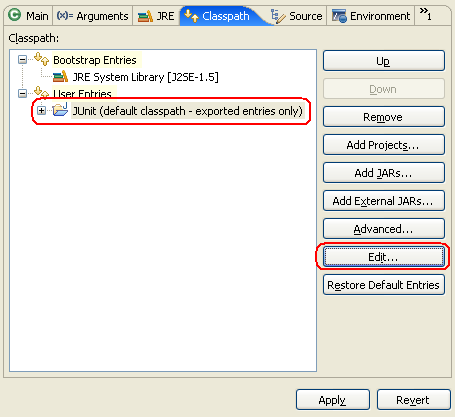 Main (x)= Arguments JRE Classpath Source Environment »1
Classpath:
Bootstrap Entries
JRE System Library [J2SE-1.5]
User Entries
JUnit (default classpath - exported entries only)
Up
Down
Remove
Add Projects...
Add JARs...
Add External JARs...
Advanced...
Edit...
Restore Default Entries
Apply
Revert